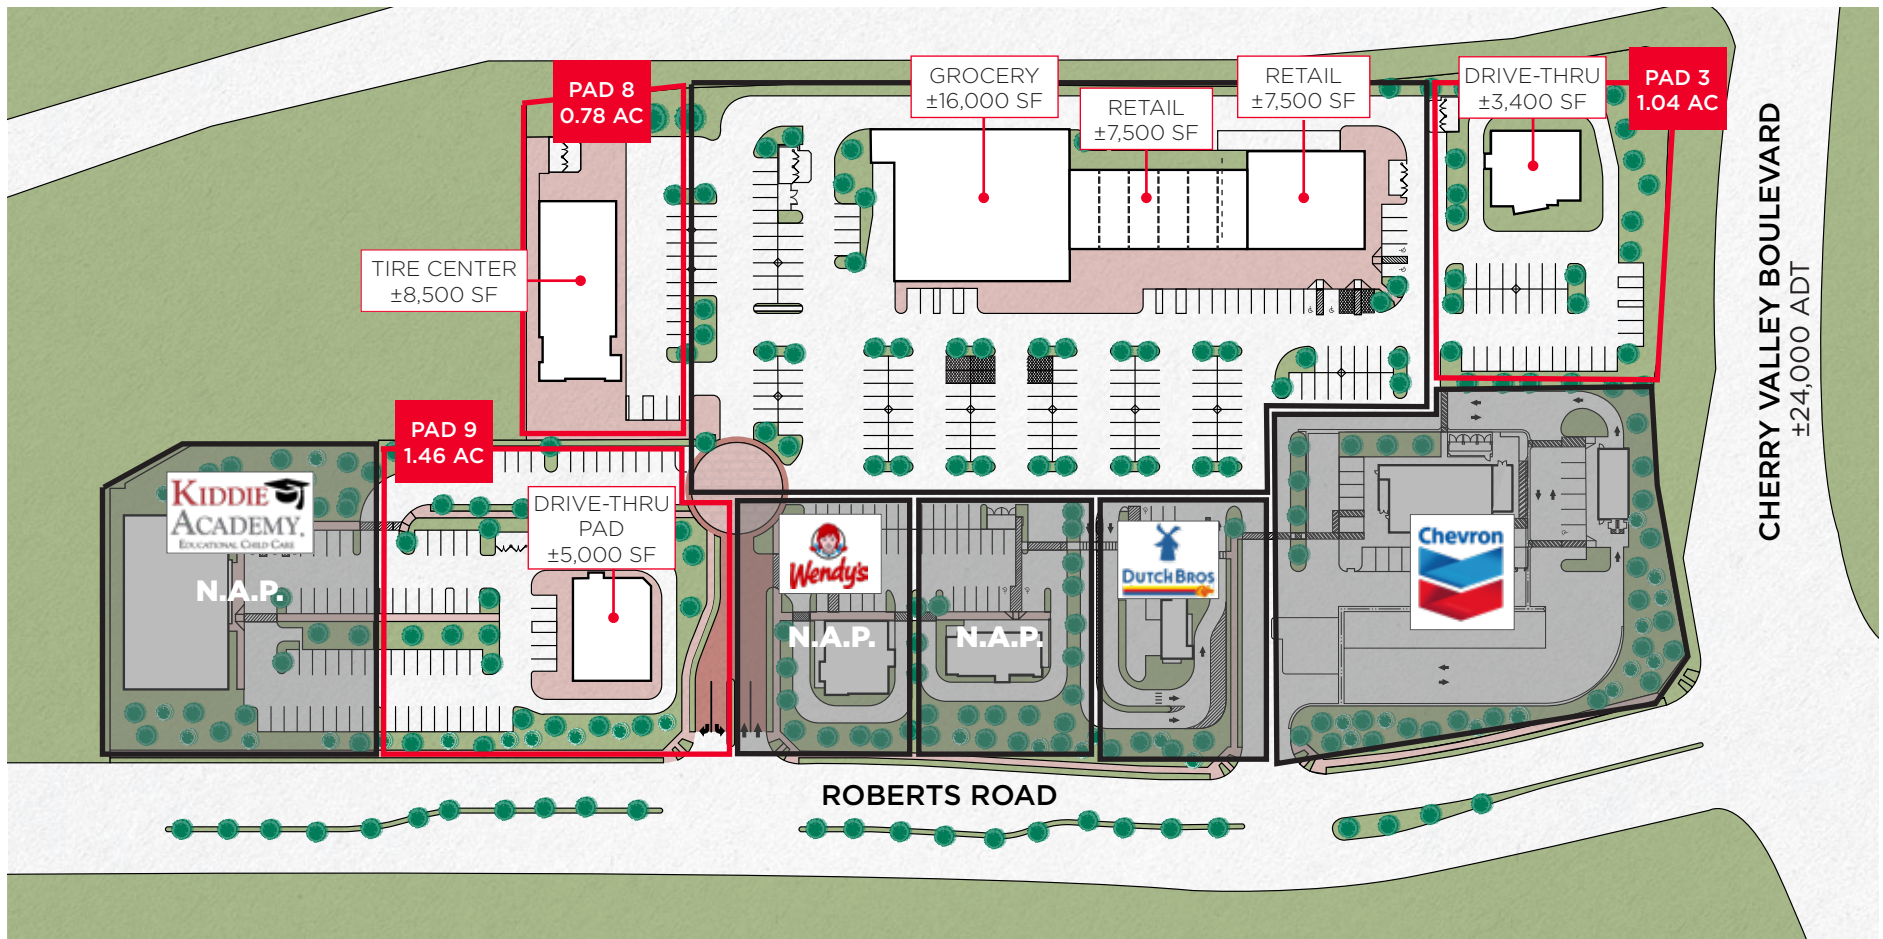 PAD 8
0.78 AC
GROCERY
±16,000 SF
RETAIL
±7,500 SF
RETAIL
±7,500 SF
DRIVE-THRU
±3,400 SF
PAD 3
1.04 AC
TIRE CENTER
±8,500 SF
CHERRY VALLEY BOULEVARD
±24,000 ADT
PAD 9
1.46 AC
KIDDIE
ACADEMY.
EDUCATIONAL CHILD CARE
N.A.P.
DRIVE-THRU
PAD
±5,000 SF
Wendy's
N.A.P.
N.A.P.
DUTCH BROS
Chevron
ROBERTS ROAD